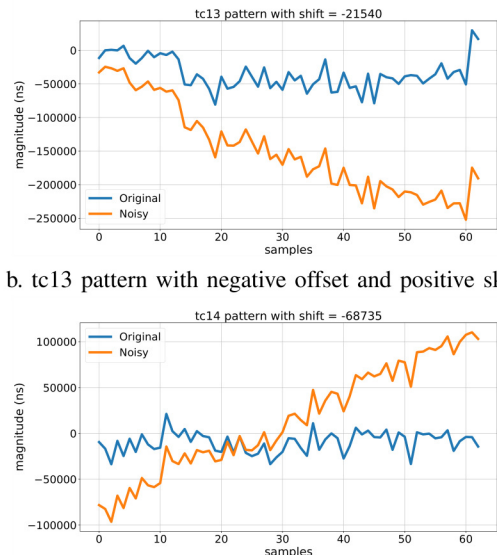 tc13 pattern with shift = -21540
0
−50000
−100000
−150000
−200000
−250000
magnitude (ns)
Original
Noisy
0 10 20 30 40 50 60
samples
b. tc13 pattern with negative offset and positive
tc14 pattern with shift = -68735
100000
50000
0
−50000
−100000
magnitude (ns)
Original
Noisy
0 10 20 30 40 50 60
samples